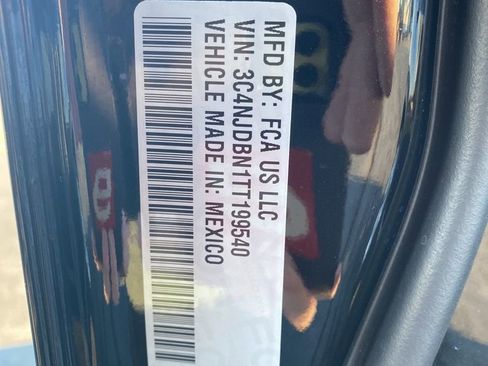 MFD BY: FCA US LLC
VIN: 3C4NJDBN1TT199540
VEHICLE MADE IN: MEXICO